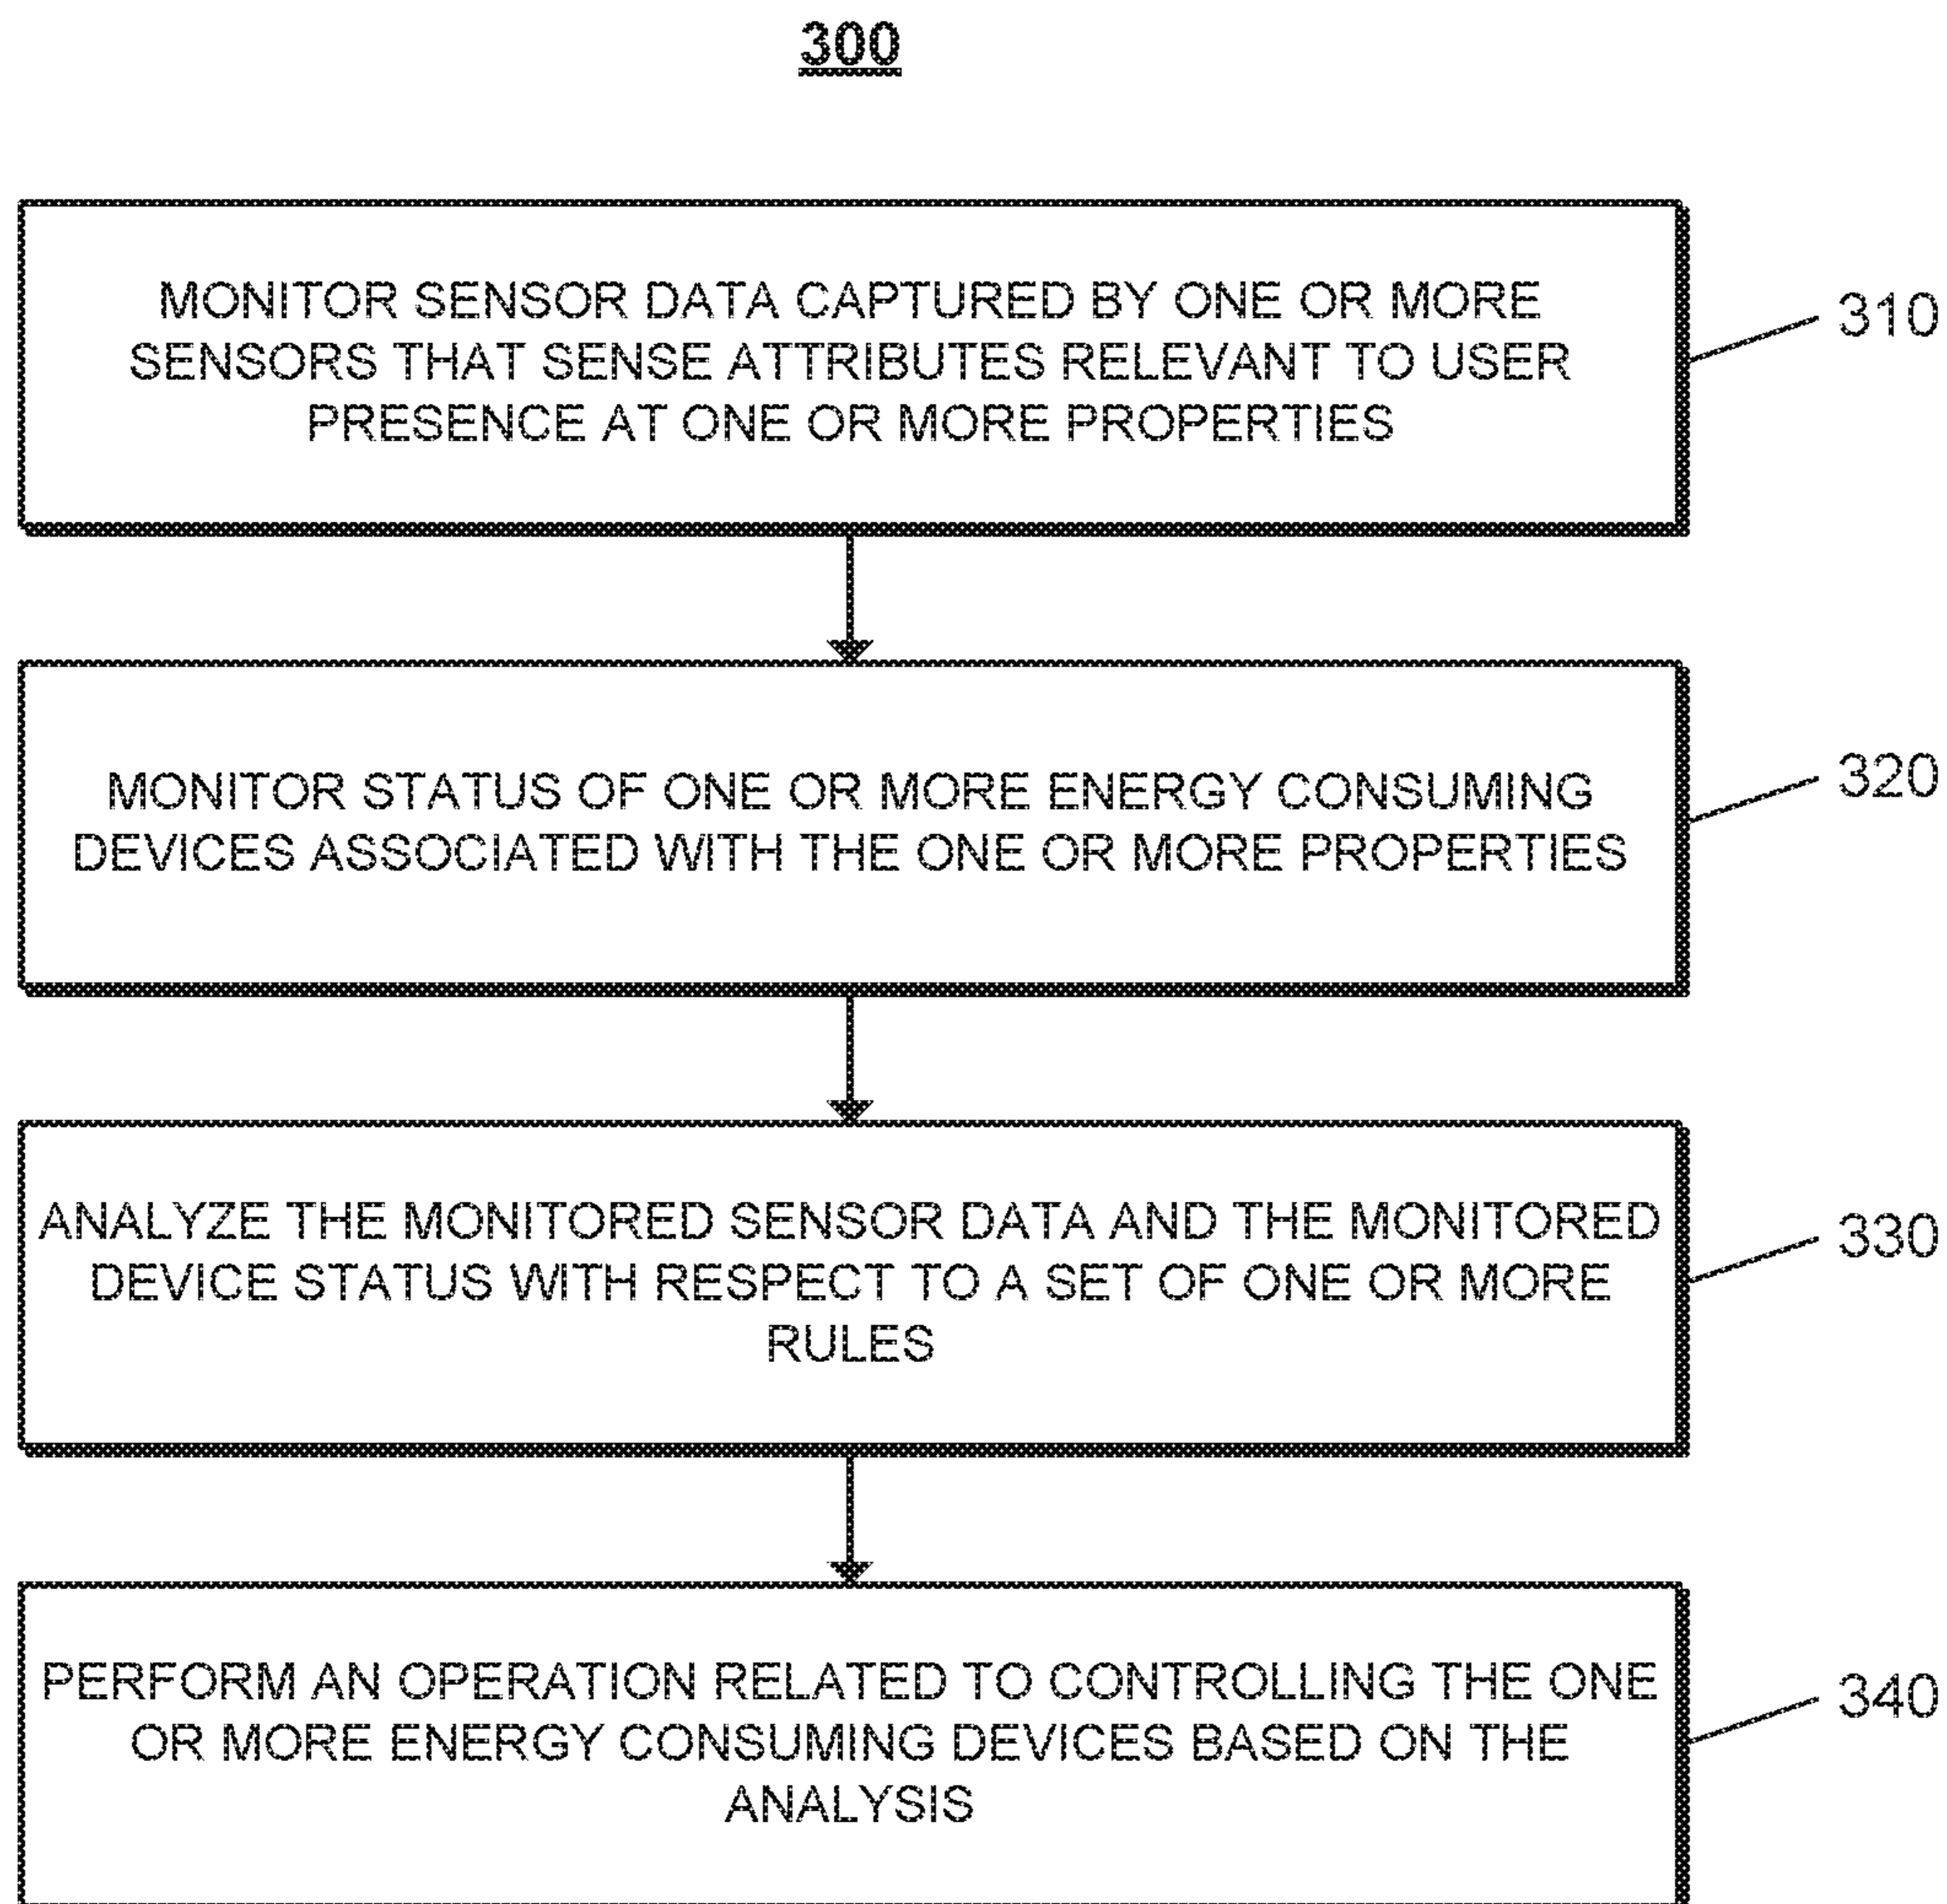 300
MONITOR SENSOR DATA CAPTURED BY ONE OR MORE
SENSORS THAT SENSE ATTRIBUTES RELEVANT TO USER
PRESENCE AT ONE OR MORE PROPERTIES
310
MONITOR STATUS OF ONE OR MORE ENERGY CONSUMING
DEVICES ASSOCIATED WITH THE ONE OR MORE PROPERTIES
320
ANALYZE THE MONITORED SENSOR DATA AND THE MONITORED
DEVICE STATUS WITH RESPECT TO A SET OF ONE OR MORE
RULES
330
PERFORM AN OPERATION RELATED TO CONTROLLING THE ONE
OR MORE ENERGY CONSUMING DEVICES BASED ON THE
ANALYSIS
340